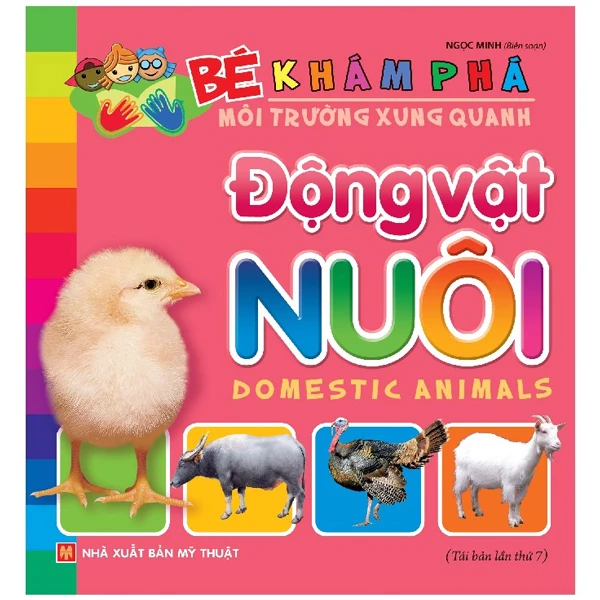 NGỌC MINH (Biên soạn)
BÉ KHÁM PHÁ
MÔI TRƯỜNG XUNG QUANH
Động vật
NUÔI
DOMESTIC ANIMALS
NHÀ XUẤT BẢN MỸ THUẬT
(Tái bản lần thứ 7)